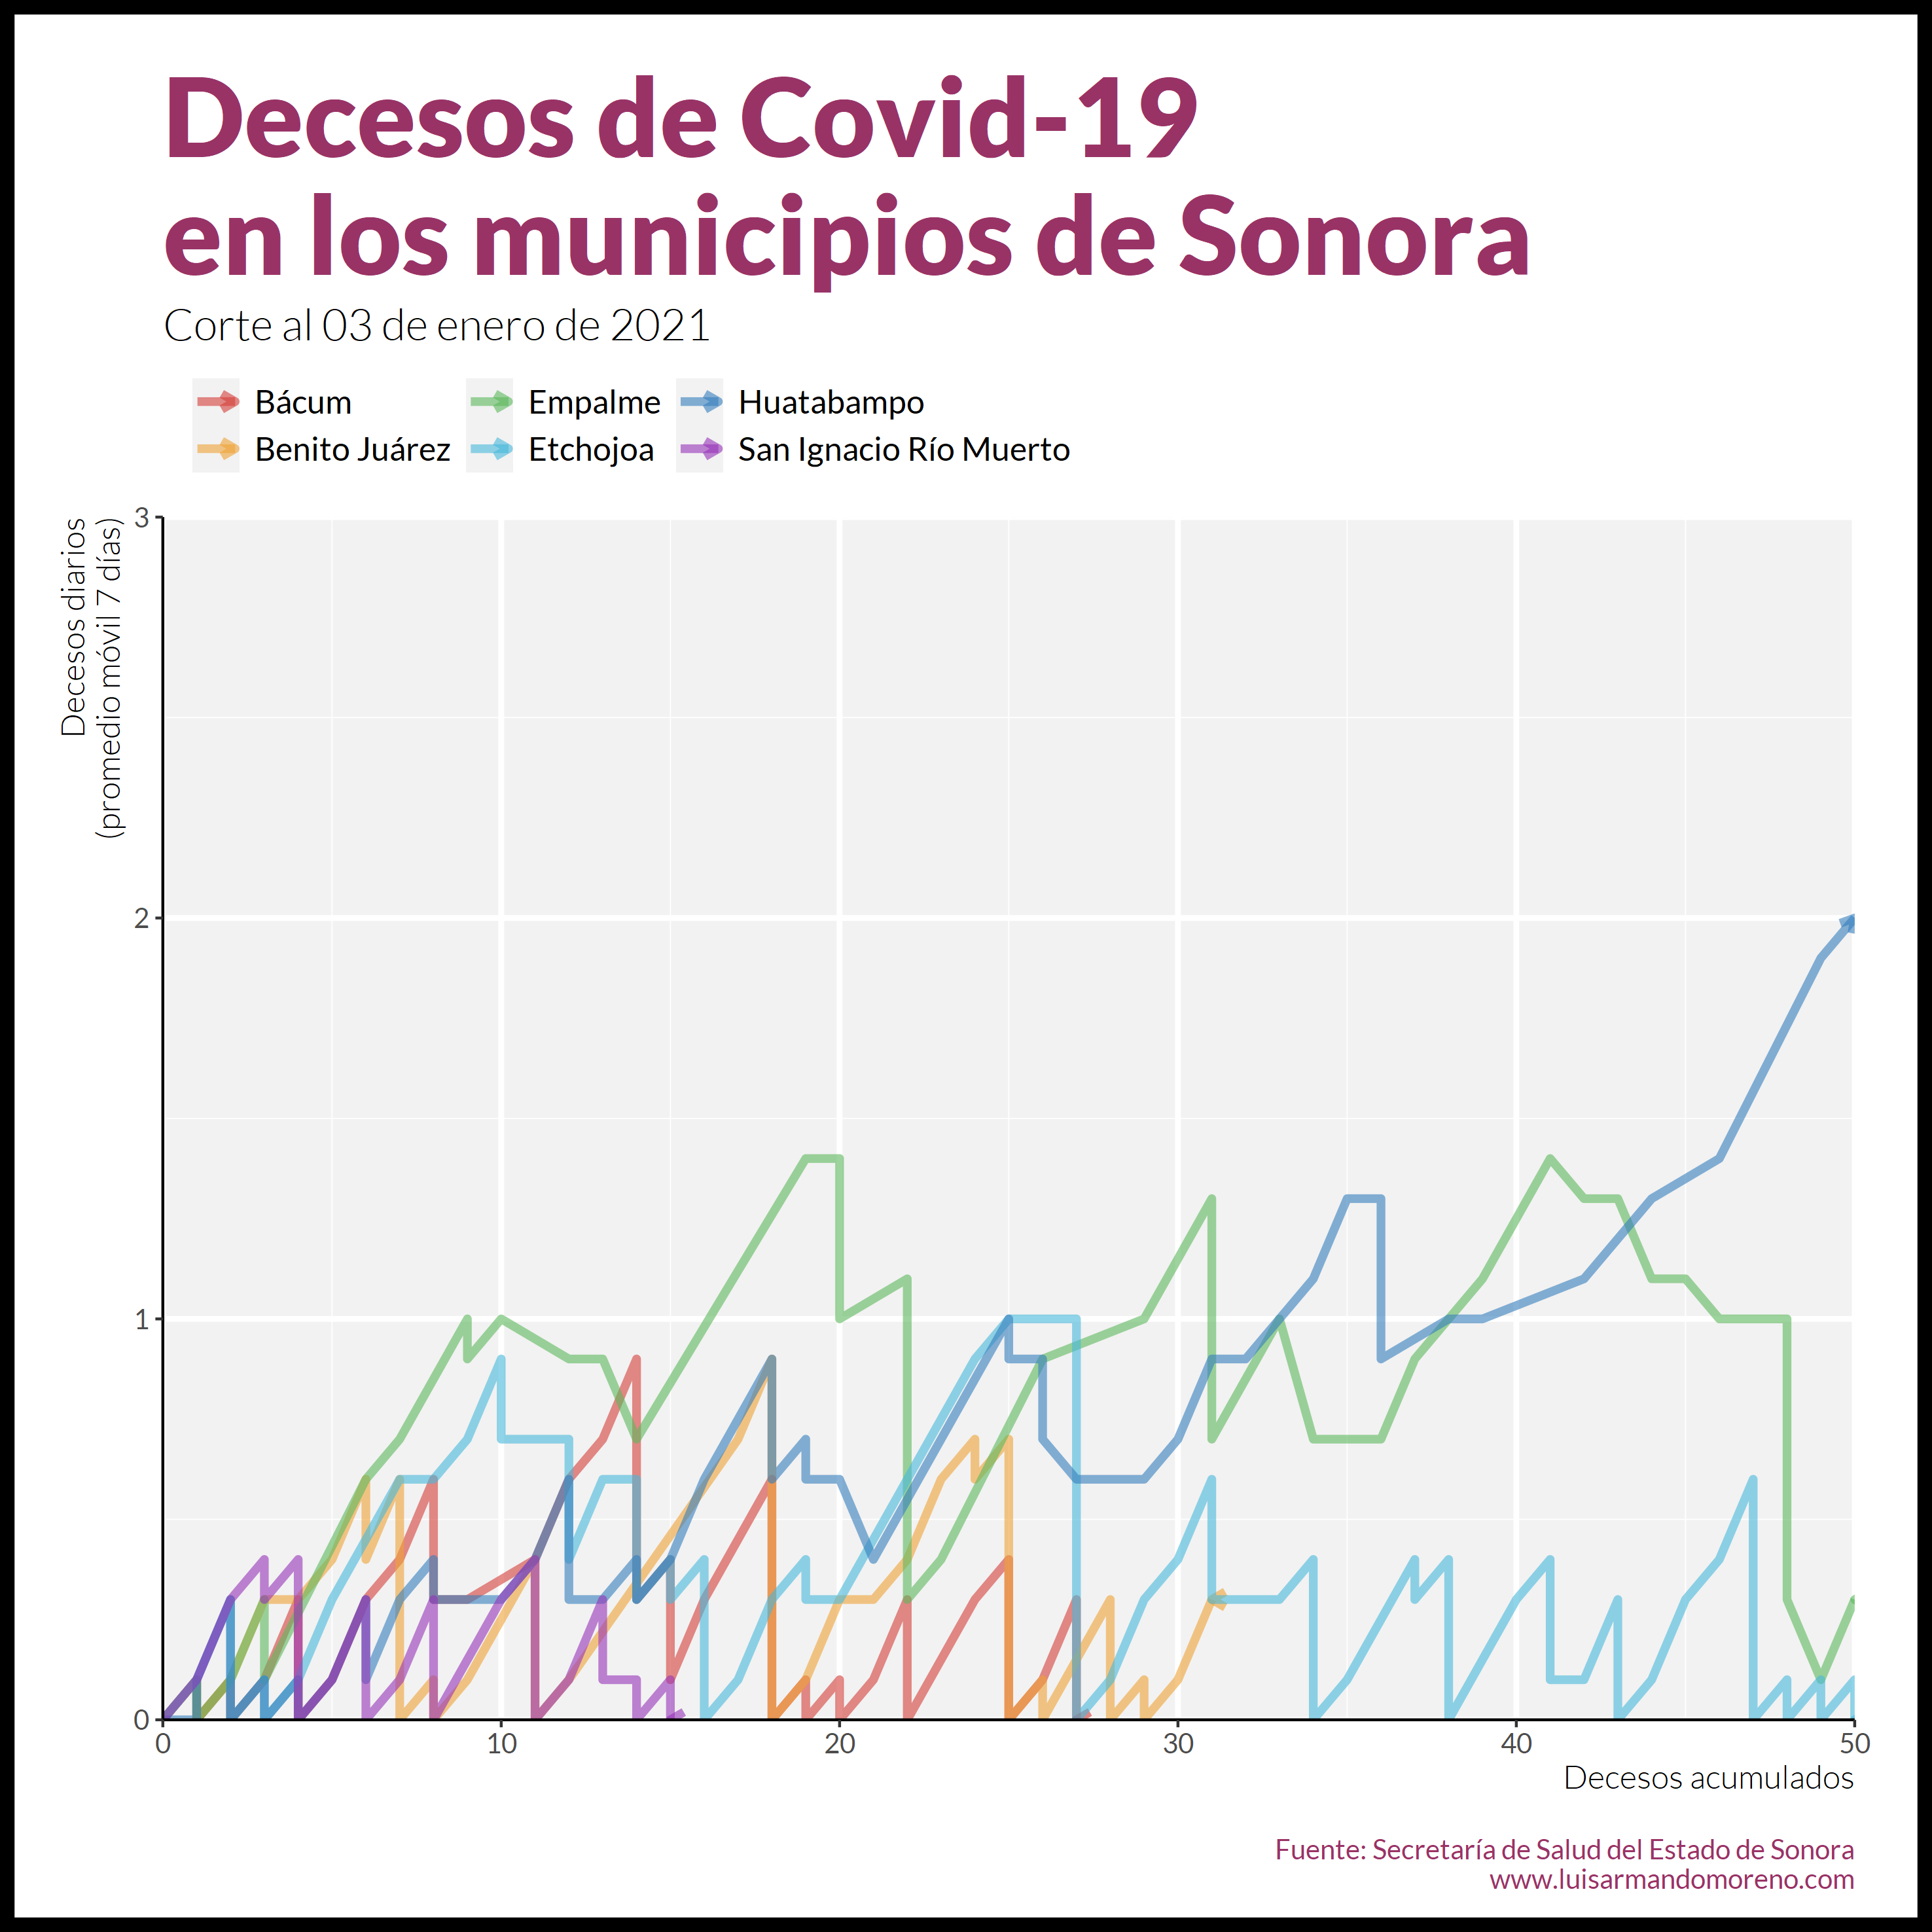 Decesos de Covid-19
en los municipios de Sonora
Corte al 03 de enero de 2021
Bácum
Empalme
Huatabampo
Benito Juárez
Etchojoa
San Ignacio Río Muerto
Decesos diarios
(promedio móvil 7 días)
3
2
1
0
0 10 20 30 40 50
Decesos acumulados
Fuente: Secretaría de Salud del Estado de Sonora
www.luisarmandomoreno.com